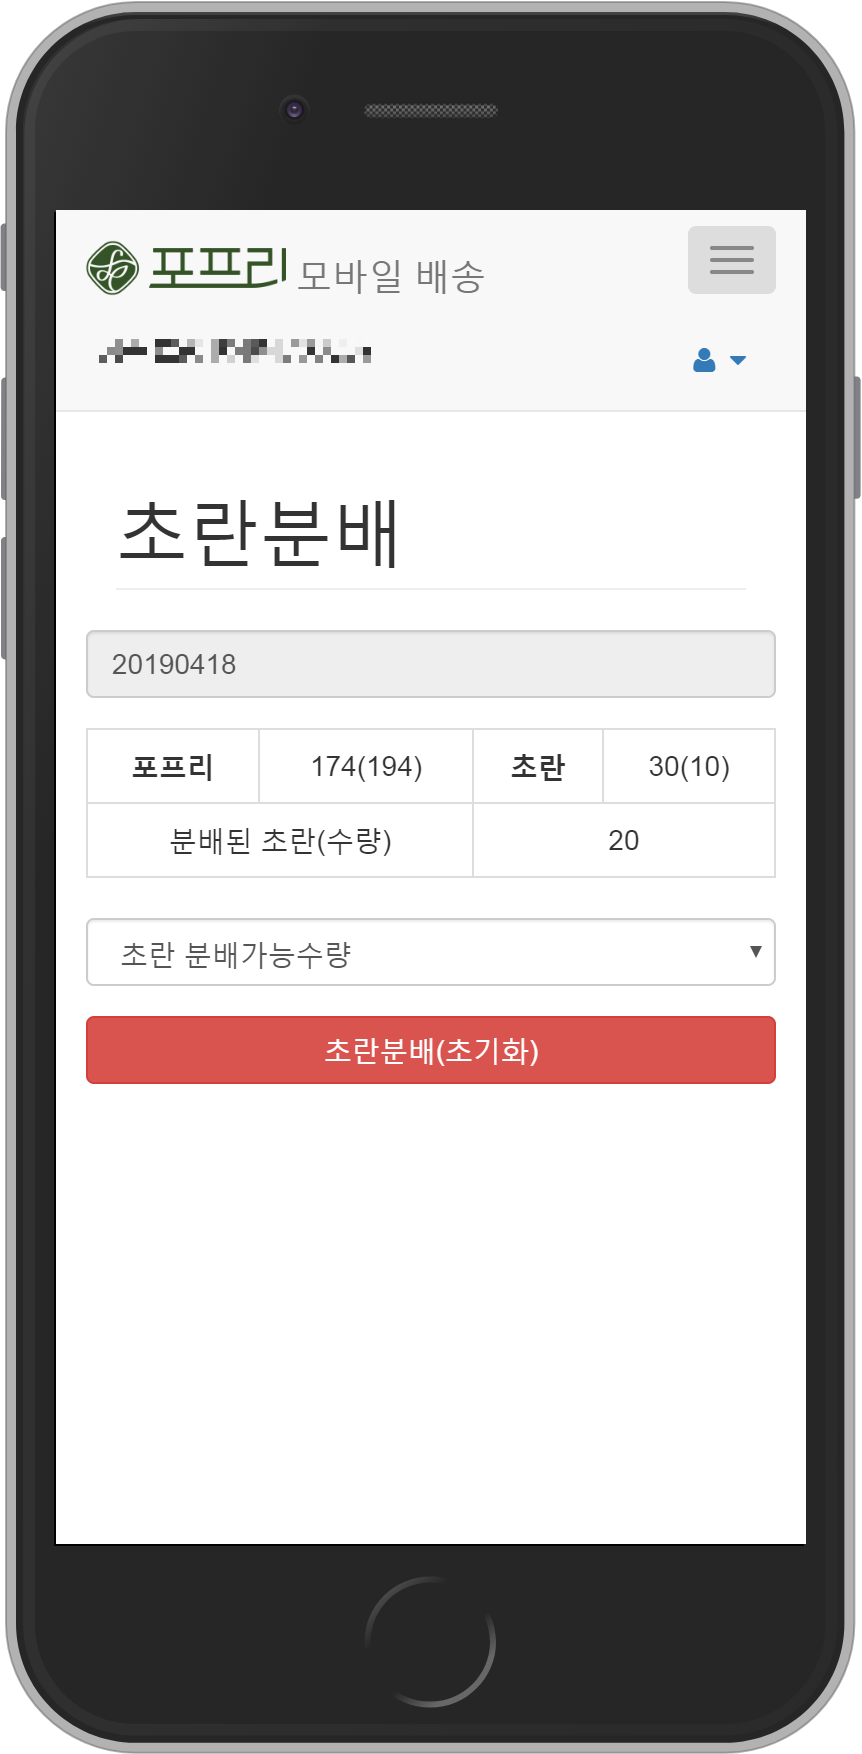 포프리 모바일 배송
초란분배
20190418
포프리 174(194) 초란 30(10)
분배된 초란(수량) 20
초란 분배가능수량
초란분배(초기화)